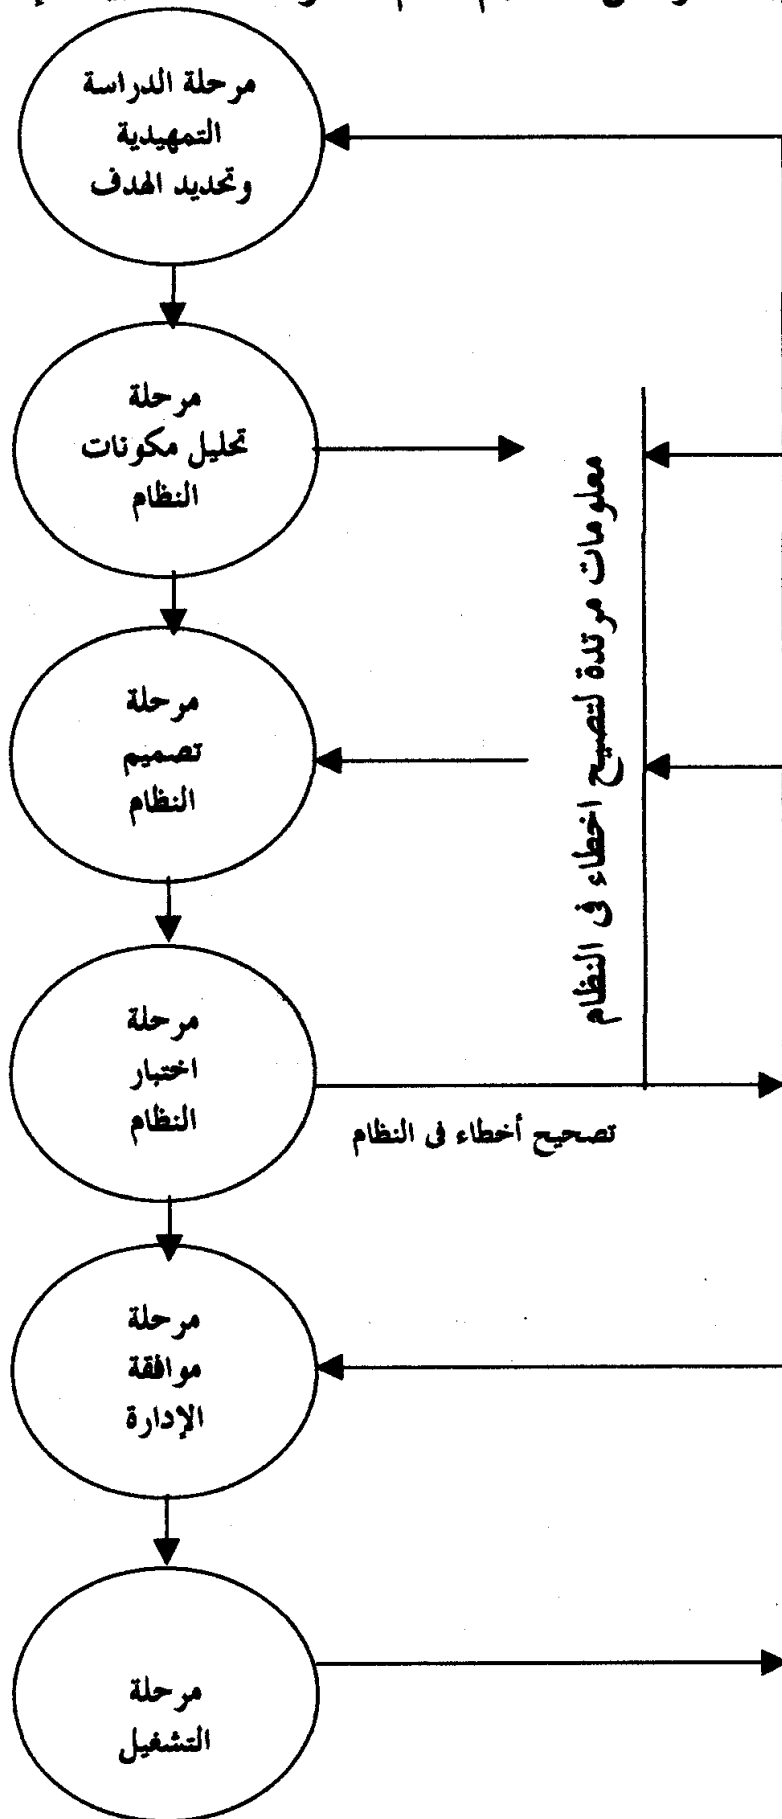 مرحلة الدراسة
التمهيدية
وتحديد الهدف
مرحلة
تحليل مكونات
النظام
معلومات مرتدة لتصيح اخطاء فى النظام
مرحلة
تصميم
النظام
مرحلة
اختبار
النظام
تصحيح أخطاء فى النظام
مرحلة
موافقة
الإدارة
مرحلة
التشغيل